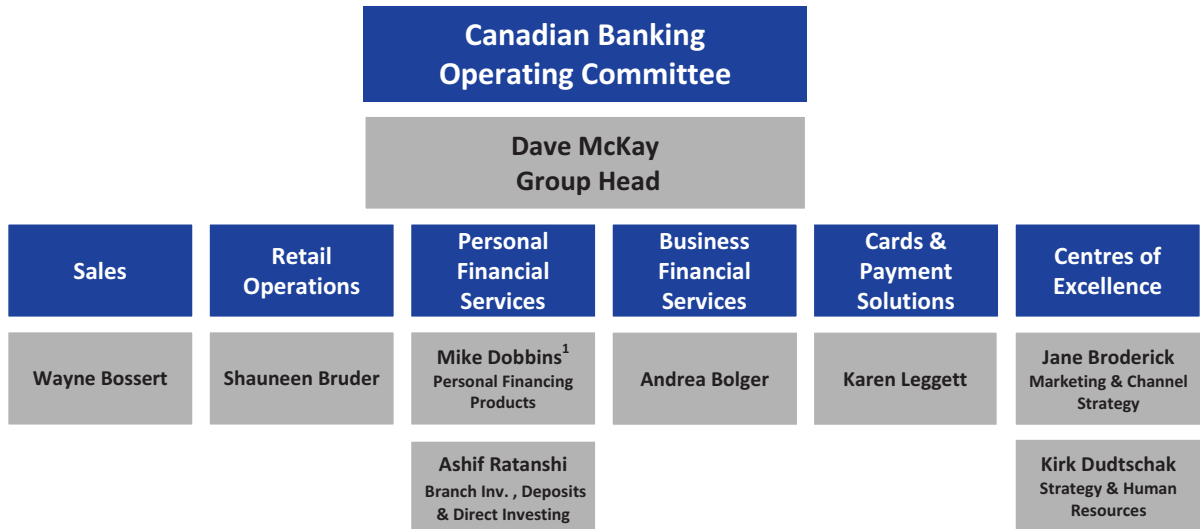 Canadian Banking
Operating Committee
Dave McKay
Group Head
Sales
Retail
Operations
Personal
Financial
Services
Business
Financial
Services
Cards &
Payment
Solutions
Centres of
Excellence
Wayne Bossert
Shauneen Bruder
Mike Dobbins¹
Personal Financing
Products
Andrea Bolger
Karen Leggett
Jane Broderick
Marketing & Channel
Strategy
Ashif Ratanshi
Branch Inv. , Deposits
& Direct Investing
Kirk Dudtschak
Strategy & Human
Resources